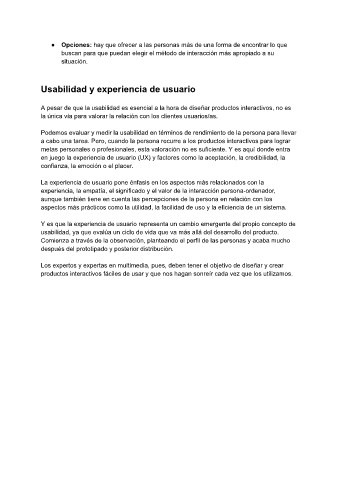 ● Opciones: hay que ofrecer a las personas más de una forma de encontrar lo que
buscan para que puedan elegir el método de interacción más apropiado a su
situación.
Usabilidad y experiencia de usuario
A pesar de que la usabilidad es esencial a la hora de diseñar productos interactivos, no es
la única vía para valorar la relación con los clientes usuarios/as.
Podemos evaluar y medir la usabilidad en términos de rendimiento de la persona para llevar
a cabo una tarea. Pero, cuando la persona recurre a los productos interactivos para lograr
metas personales o profesionales, esta valoración no es suficiente. Y es aquí donde entra
en juego la experiencia de usuario (UX) y factores como la aceptación, la credibilidad, la
confianza, la emoción o el placer.
La experiencia de usuario pone énfasis en los aspectos más relacionados con la
experiencia, la empatía, el significado y el valor de la interacción persona-ordenador,
aunque también tiene en cuenta las percepciones de la persona en relación con los
aspectos más prácticos como la utilidad, la facilidad de uso y la eficiencia de un sistema.
Y es que la experiencia de usuario representa un cambio emergente del propio concepto de
usabilidad, ya que evalúa un ciclo de vida que va más allá del desarrollo del producto.
Comienza a través de la observación, planteando el perfil de las personas y acaba mucho
después del prototipado y posterior distribución.
Los expertos y expertas en multimedia, pues, deben tener el objetivo de diseñar y crear
productos interactivos fáciles de usar y que nos hagan sonreír cada vez que los utilizamos.